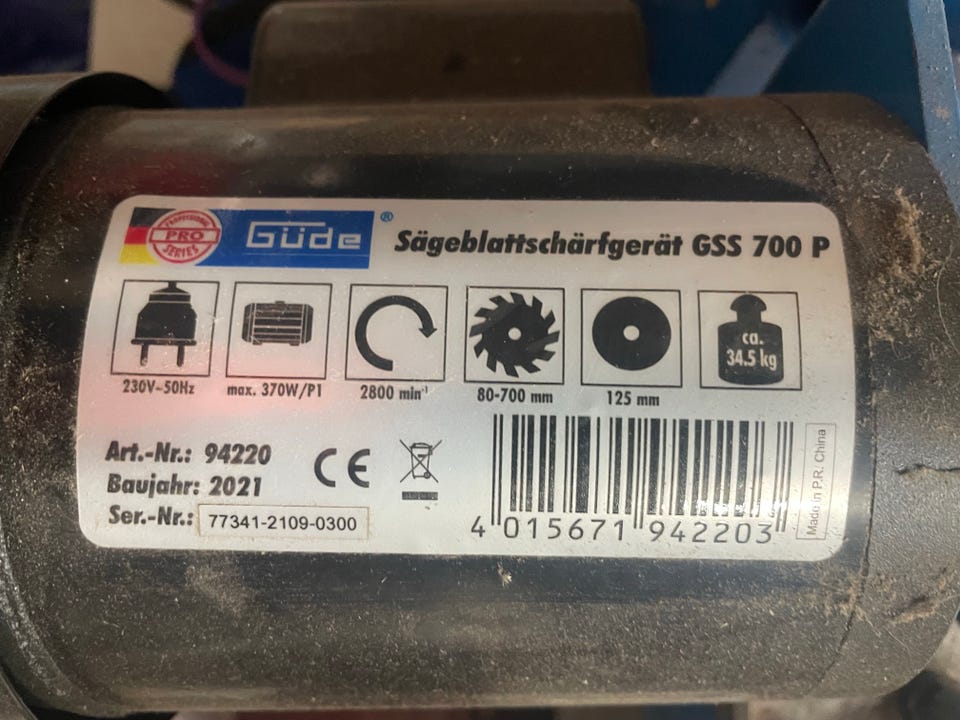 PROFESSIONAL
PRO
SERIES
Güde ®
Sägeblattschärfgerät GSS 700 P
230V~50Hz
max. 370W/P1
2800 min⁻¹
80-700 mm
125 mm
ca.
34.5 kg
Art.-Nr.: 94220
Baujahr: 2021
Ser.-Nr.: 77341-2109-0300
CE
4 015671 942203
Made in P.R. China